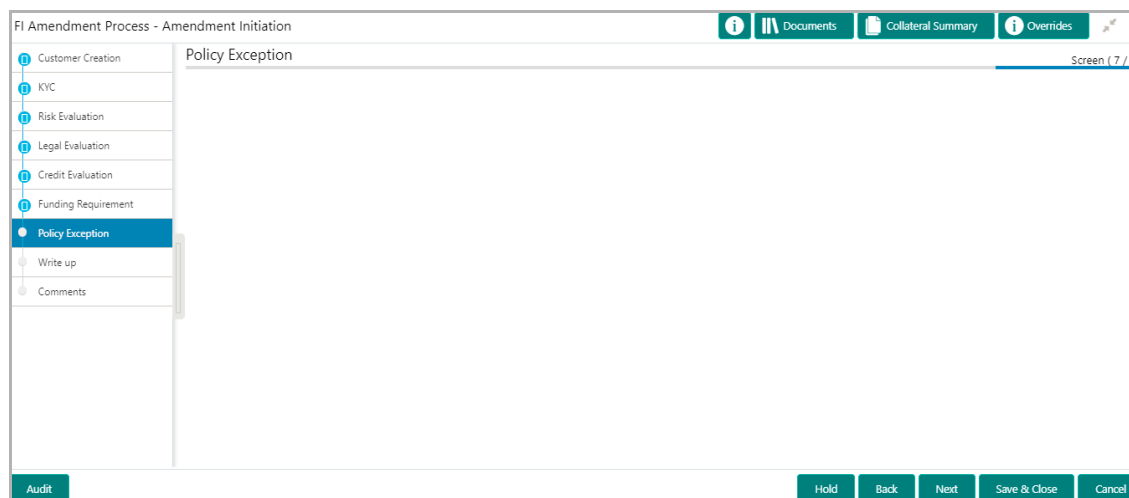 FI Amendment Process - Amendment Initiation
Documents
Collateral Summary
Overrides
Customer Creation
KYC
Risk Evaluation
Legal Evaluation
Credit Evaluation
Funding Requirement
Policy Exception
Write up
Comments
Policy Exception
Screen ( 7 /
Audit
Hold
Back
Next
Save & Close
Cancel